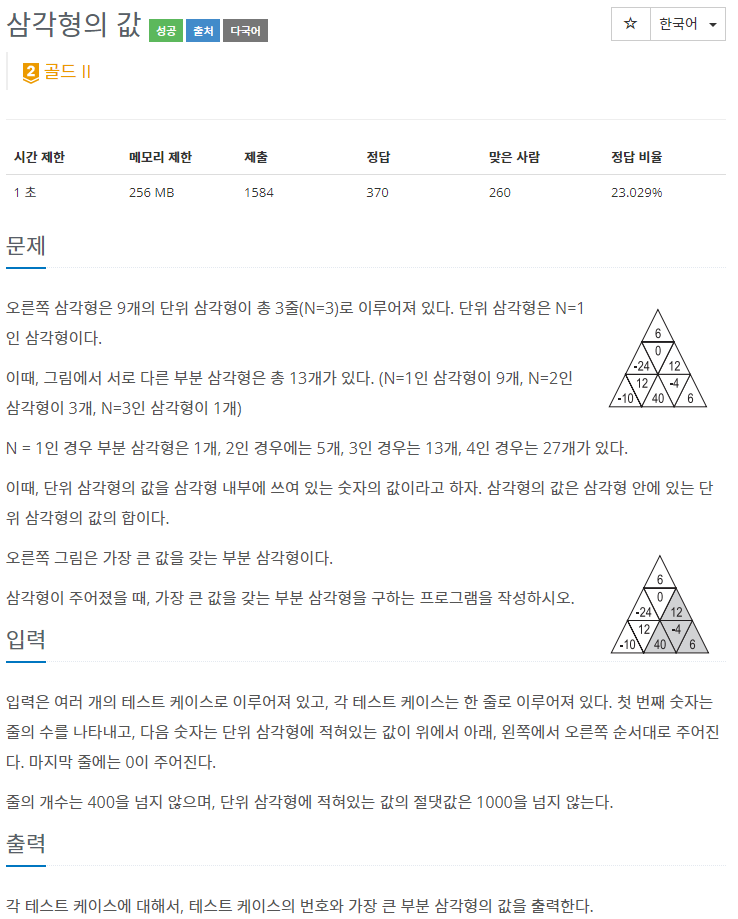 삼각형의 값 성공 출처 다국어
☆ 한국어
2 골드 II
시간 제한 메모리 제한 제출 정답 맞은 사람 정답 비율
1 초 256 MB 1584 370 260 23.029%
문제
오른쪽 삼각형은 9개의 단위 삼각형이 총 3줄(N=3)로 이루어져 있다. 단위 삼각형은 N=1
인 삼각형이다.
이때, 그림에서 서로 다른 부분 삼각형은 총 13개가 있다. (N=1인 삼각형이 9개, N=2인
삼각형이 3개, N=3인 삼각형이 1개)
6
0
-24 12
12 -4
-10 40 6
N = 1인 경우 부분 삼각형은 1개, 2인 경우에는 5개, 3인 경우는 13개, 4인 경우는 27개가 있다.
이때, 단위 삼각형의 값을 삼각형 내부에 쓰여 있는 숫자의 값이라고 하자. 삼각형의 값은 삼각형 안에 있는 단
위 삼각형의 값의 합이다.
오른쪽 그림은 가장 큰 값을 갖는 부분 삼각형이다.
삼각형이 주어졌을 때, 가장 큰 값을 갖는 부분 삼각형을 구하는 프로그램을 작성하시오.
6
0
-24 12
12 -4
-10 40 6
입력
입력은 여러 개의 테스트 케이스로 이루어져 있고, 각 테스트 케이스는 한 줄로 이루어져 있다. 첫 번째 숫자는
줄의 수를 나타내고, 다음 숫자는 단위 삼각형에 적혀있는 값이 위에서 아래, 왼쪽에서 오른쪽 순서대로 주어진
다. 마지막 줄에는 0이 주어진다.
줄의 개수는 400을 넘지 않으며, 단위 삼각형에 적혀있는 값의 절댓값은 1000을 넘지 않는다.
출력
각 테스트 케이스에 대해서, 테스트 케이스의 번호와 가장 큰 부분 삼각형의 값을 출력한다.